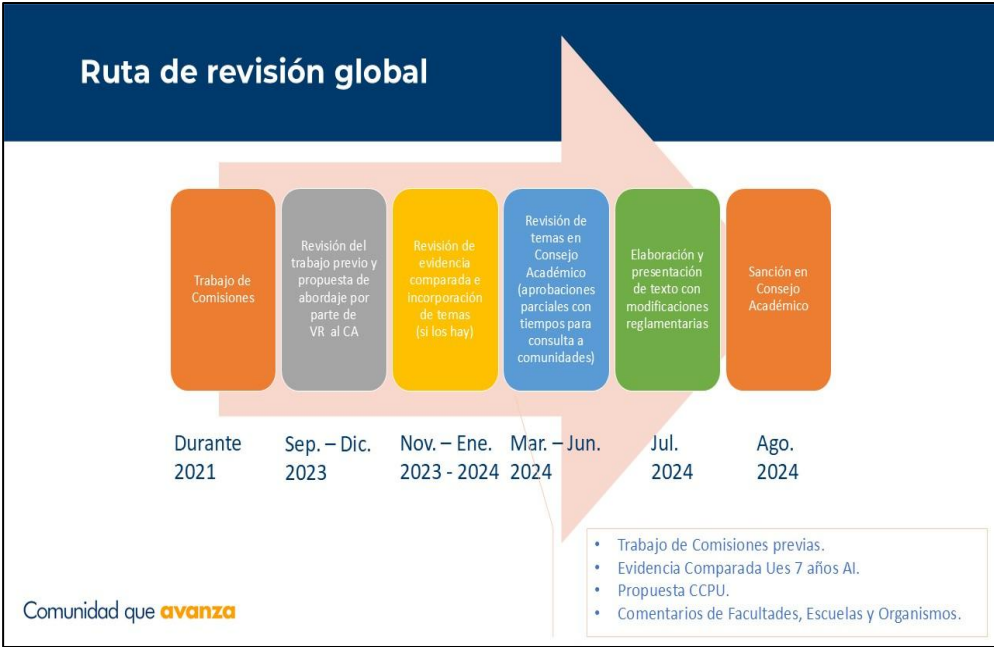 Ruta de revisión global
Trabajo de
Comisiones
Revisión del
trabajo previo y
propuesta de
abordaje por
parte de
VR al CA
Revisión de
evidencia
comparada e
incorporación
de temas
(si los hay)
Revisión de
temas en
Consejo
Académico
(aprobaciones
parciales con
tiempos para
consulta a
comunidades)
Elaboración y
presentación
de texto con
modificaciones
reglamentarias
Sanción en
Consejo
Académico
Durante
2021
Sep. – Dic.
2023
Nov. – Ene.
2023 - 2024
Mar. – Jun.
2024
Jul.
2024
Ago.
2024
• Trabajo de Comisiones previas.
• Evidencia Comparada Ues 7 años AI.
• Propuesta CCPU.
• Comentarios de Facultades, Escuelas y Organismos.
Comunidad que avanza